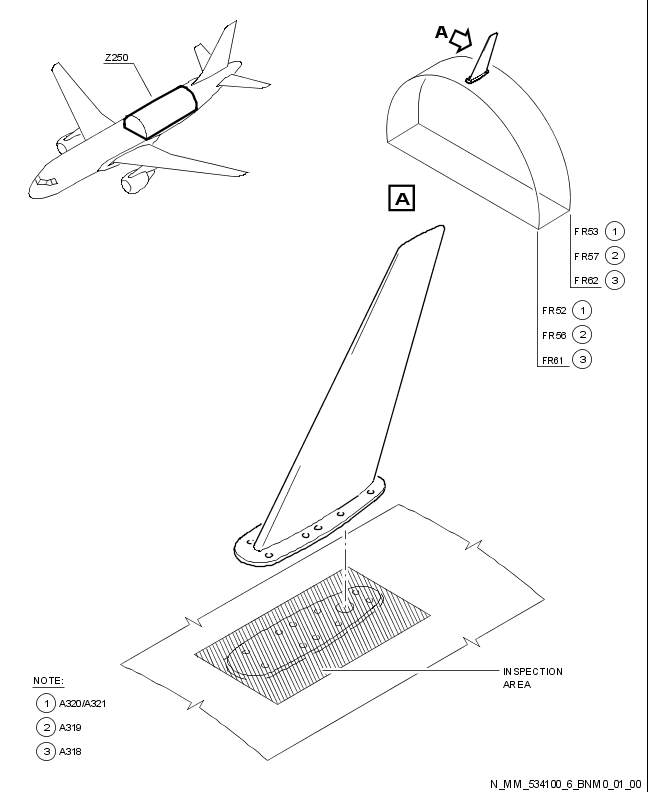 Z250
A
A
FR53 1
FR57 2
FR62 3
FR52 1
FR56 2
FR61 3
INSPECTION
AREA
NOTE:
1 A320/A321
2 A319
3 A318
N_MM_534100_6_BNM0_01_00